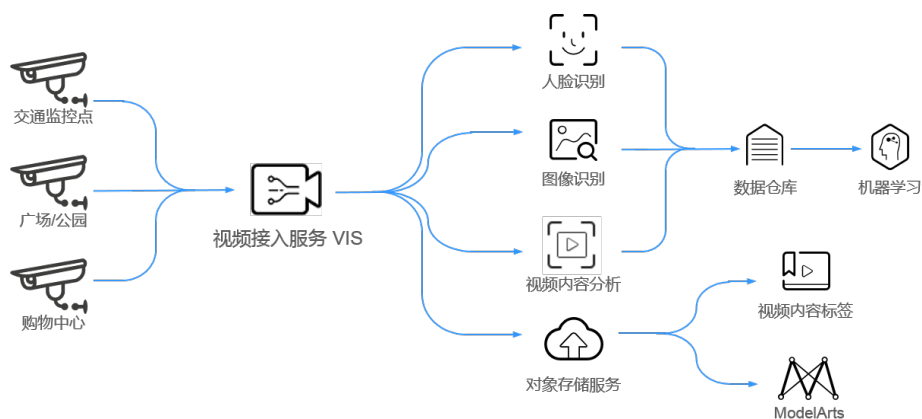 交通监控点
广场/公园
购物中心
视频接入服务 VIS
人脸识别
图像识别
视频内容分析
对象存储服务
数据仓库
机器学习
视频内容标签
ModelArts